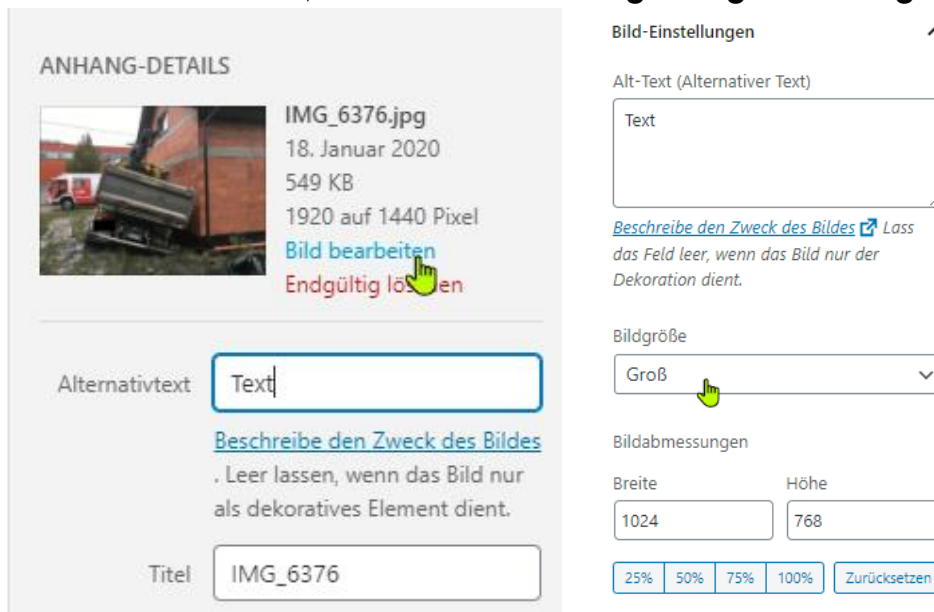 ANHANG-DETAILS
IMG_6376.jpg
18. Januar 2020
549 KB
1920 auf 1440 Pixel
Bild bearbeiten
Endgültig lös en
Alternativtext
Text
Beschreibe den Zweck des Bildes
. Leer lassen, wenn das Bild nur
als dekoratives Element dient.
Titel
IMG_6376
Bild-Einstellungen
Alt-Text (Alternativer Text)
Text
Beschreibe den Zweck des Bildes Lass
das Feld leer, wenn das Bild nur der
Dekoration dient.
Bildgröße
Groß
Bildabmessungen
Breite Höhe
1024 768
25% 50% 75% 100% Zurücksetzen